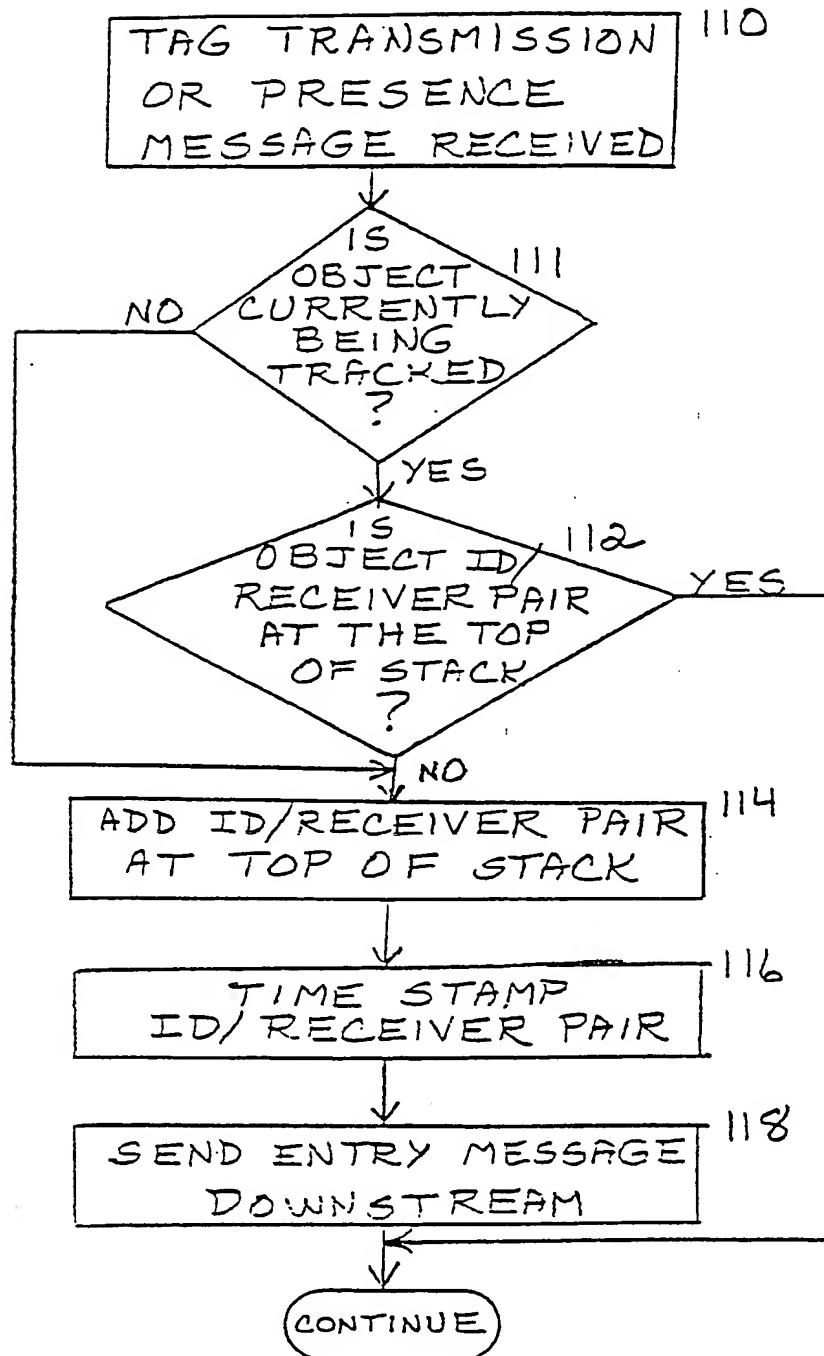 TAG TRANSMISSION
OR PRESENCE
MESSAGE RECEIVED
110
IS
OBJECT
CURRENTLY
BEING
TRACKED
?
111
NO
YES
IS
OBJECT ID/
RECEIVER PAIR
AT THE TOP
OF STACK
?
112
YES
NO
ADD ID/RECEIVER PAIR
AT TOP OF STACK
114
TIME STAMP
ID/RECEIVER PAIR
116
SEND ENTRY MESSAGE
DOWNSTREAM
118
CONTINUE